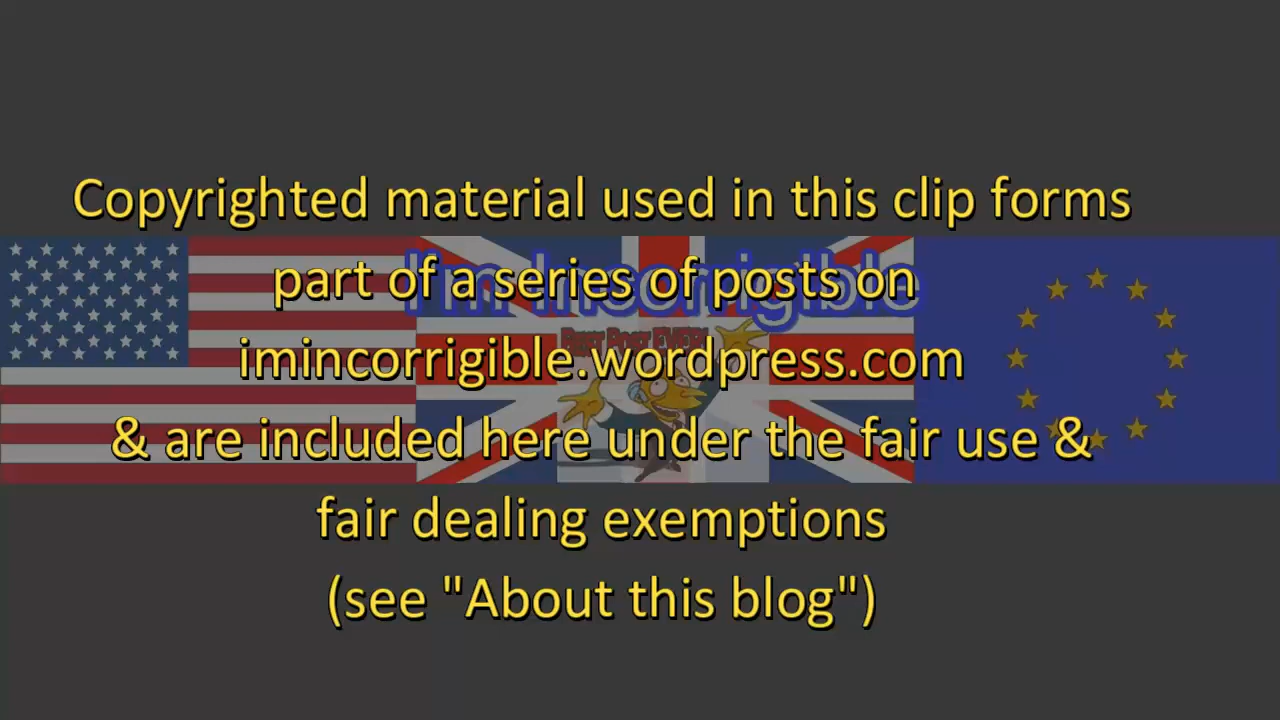 Copyrighted material used in this clip forms
part of a series of posts on
I'm Incorrigible
imincorrigible.wordpress.com
& are included here under the fair use &
fair dealing exemptions
(see "About this blog")